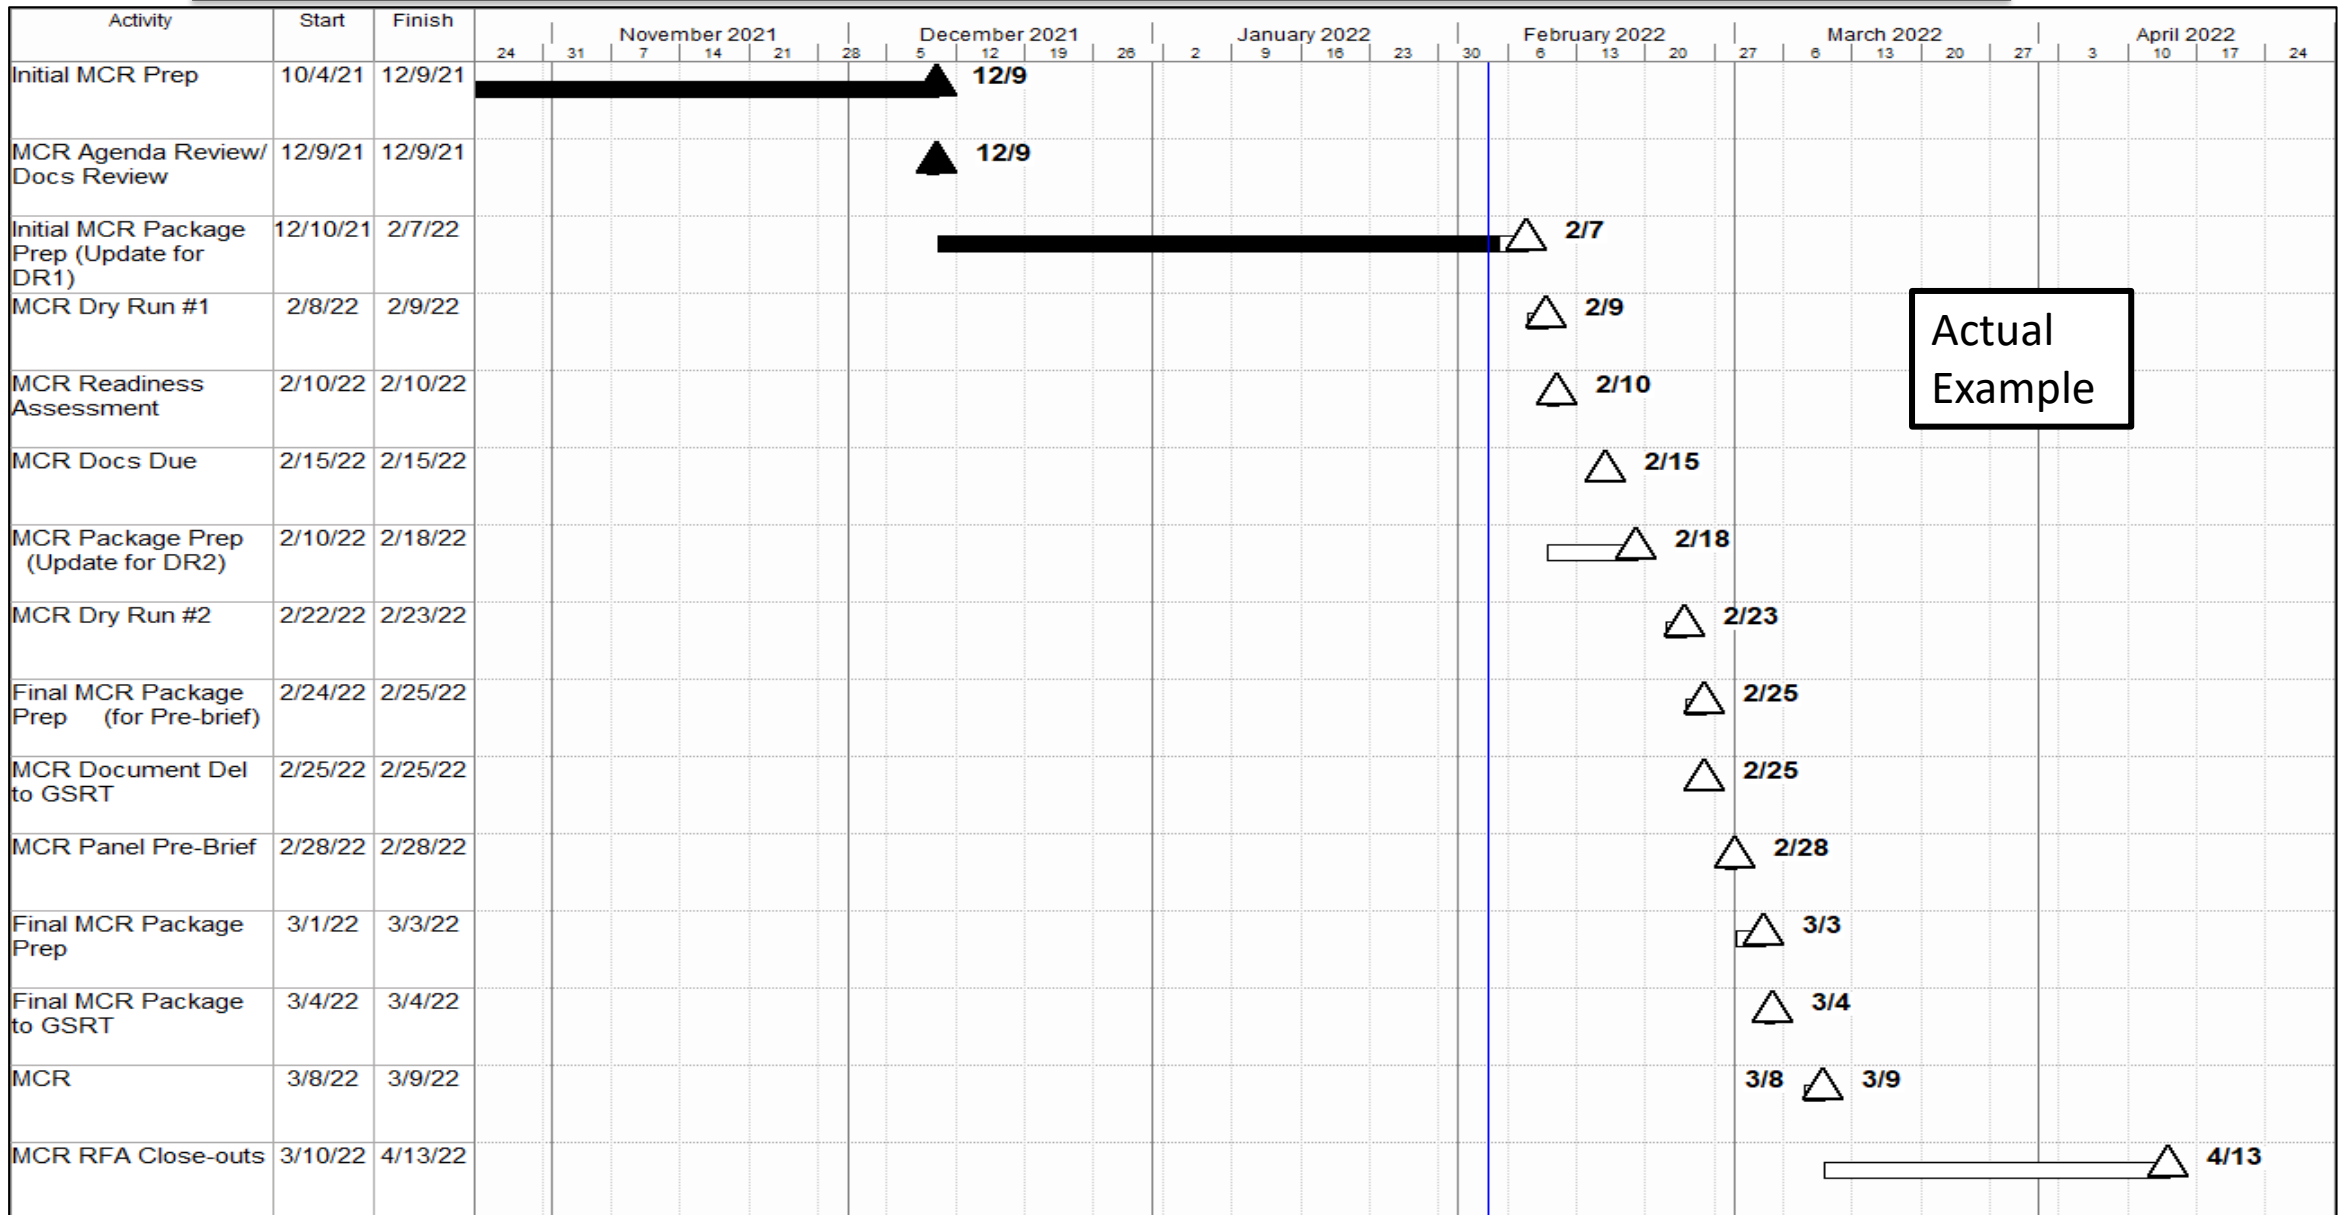 Activity Start Finish
November 2021 December 2021 January 2022 February 2022 March 2022 April 2022
24 31 7 14 21 28 5 12 19 26 2 9 16 23 30 6 13 20 27 6 13 20 27 3 10 17 24
Initial MCR Prep 10/4/21 12/9/21 12/9
MCR Agenda Review/ 12/9/21 12/9/21 12/9
Docs Review
Initial MCR Package 12/10/21 2/7/22 2/7
Prep (Update for
DR1)
MCR Dry Run #1 2/8/22 2/9/22 2/9
Actual
Example
MCR Readiness 2/10/22 2/10/22 2/10
Assessment
MCR Docs Due 2/15/22 2/15/22 2/15
MCR Package Prep 2/10/22 2/18/22 2/18
(Update for DR2)
MCR Dry Run #2 2/22/22 2/23/22 2/23
Final MCR Package 2/24/22 2/25/22 2/25
Prep (for Pre-brief)
MCR Document Del 2/25/22 2/25/22 2/25
to GSRT
MCR Panel Pre-Brief 2/28/22 2/28/22 2/28
Final MCR Package 3/1/22 3/3/22 3/3
Prep
Final MCR Package 3/4/22 3/4/22 3/4
to GSRT
MCR 3/8/22 3/9/22 3/8 3/9
MCR RFA Close-outs 3/10/22 4/13/22 4/13